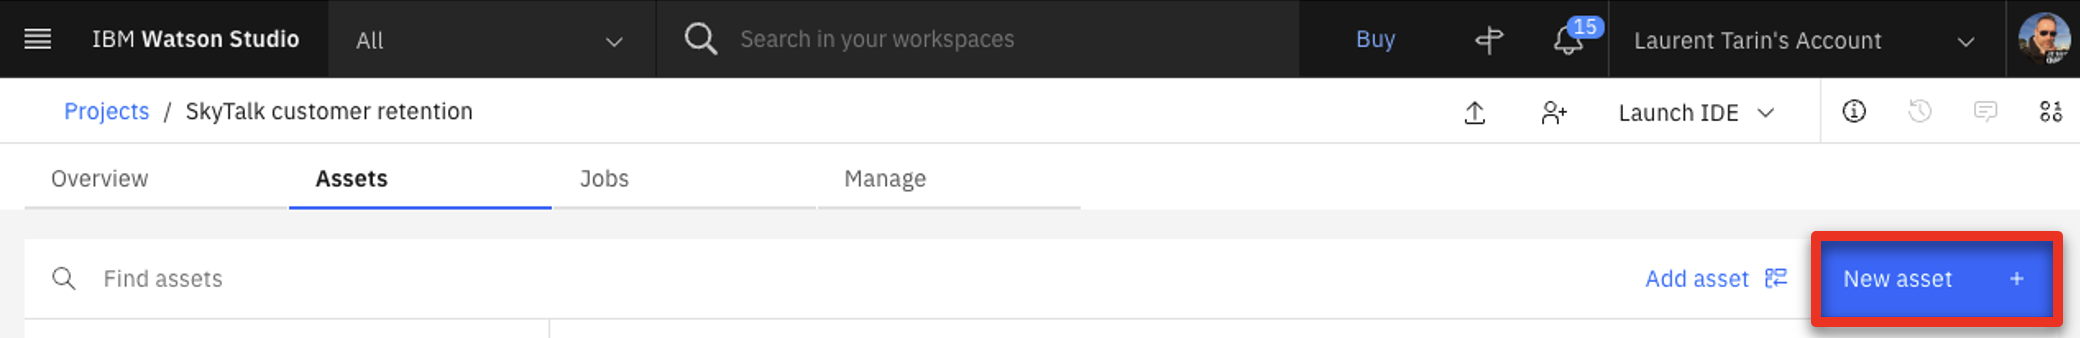 IBM Watson Studio All Search in your workspaces Buy 15 Laurent Tarin's Account
Projects / SkyTalk customer retention Launch IDE
Overview Assets Jobs Manage
Find assets Add asset New asset +